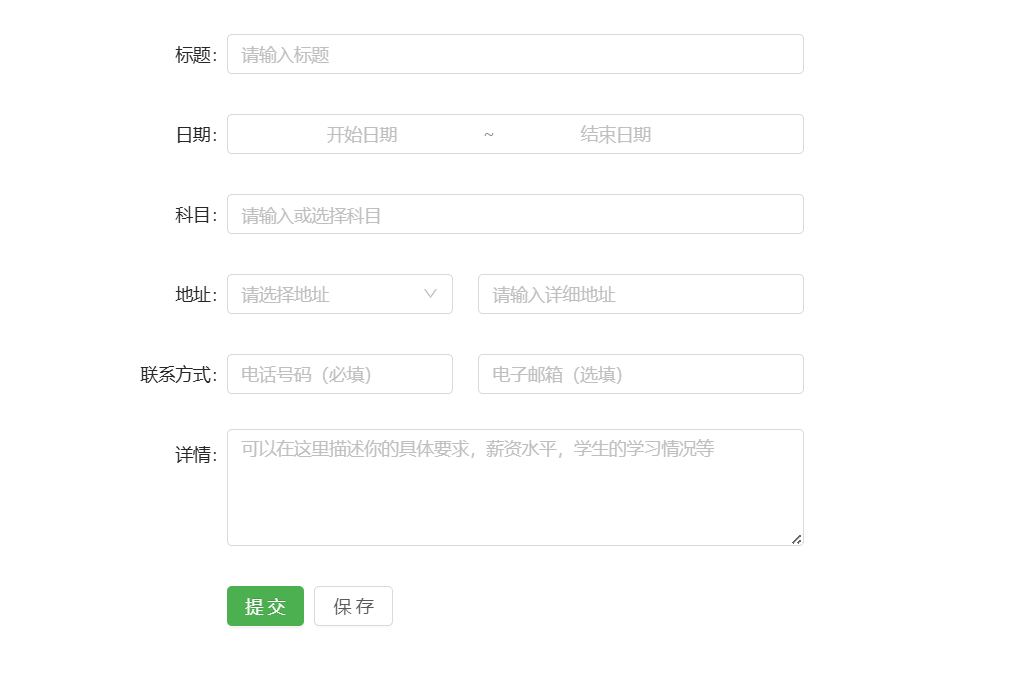 标题: 请输入标题
日期: 开始日期 ~ 结束日期
科目: 请输入或选择科目
地址: 请选择地址 请输入详细地址
联系方式: 电话号码（必填） 电子邮箱（选填）
详情: 可以在这里描述你的具体要求，薪资水平，学生的学习情况等
提交 保存